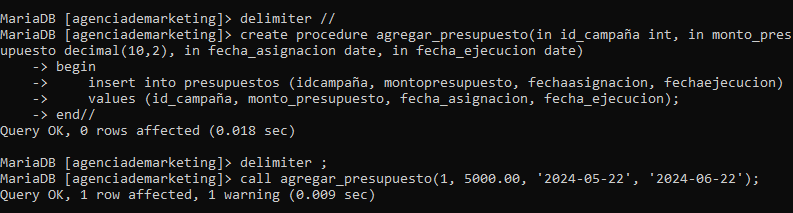 MariaDB [agenciademarketing]> delimiter //
MariaDB [agenciademarketing]> create procedure agregar_presupuesto(in id_campaña int, in monto_pres
upuesto decimal(10,2), in fecha_asignacion date, in fecha_ejecucion date)
    -> begin
    ->     insert into presupuestos (idcampaña, montopresupuesto, fechaasignacion, fechaejecucion)
    ->     values (id_campaña, monto_presupuesto, fecha_asignacion, fecha_ejecucion);
    -> end//
Query OK, 0 rows affected (0.018 sec)

MariaDB [agenciademarketing]> delimiter ;
MariaDB [agenciademarketing]> call agregar_presupuesto(1, 5000.00, '2024-05-22', '2024-06-22');
Query OK, 1 row affected, 1 warning (0.009 sec)